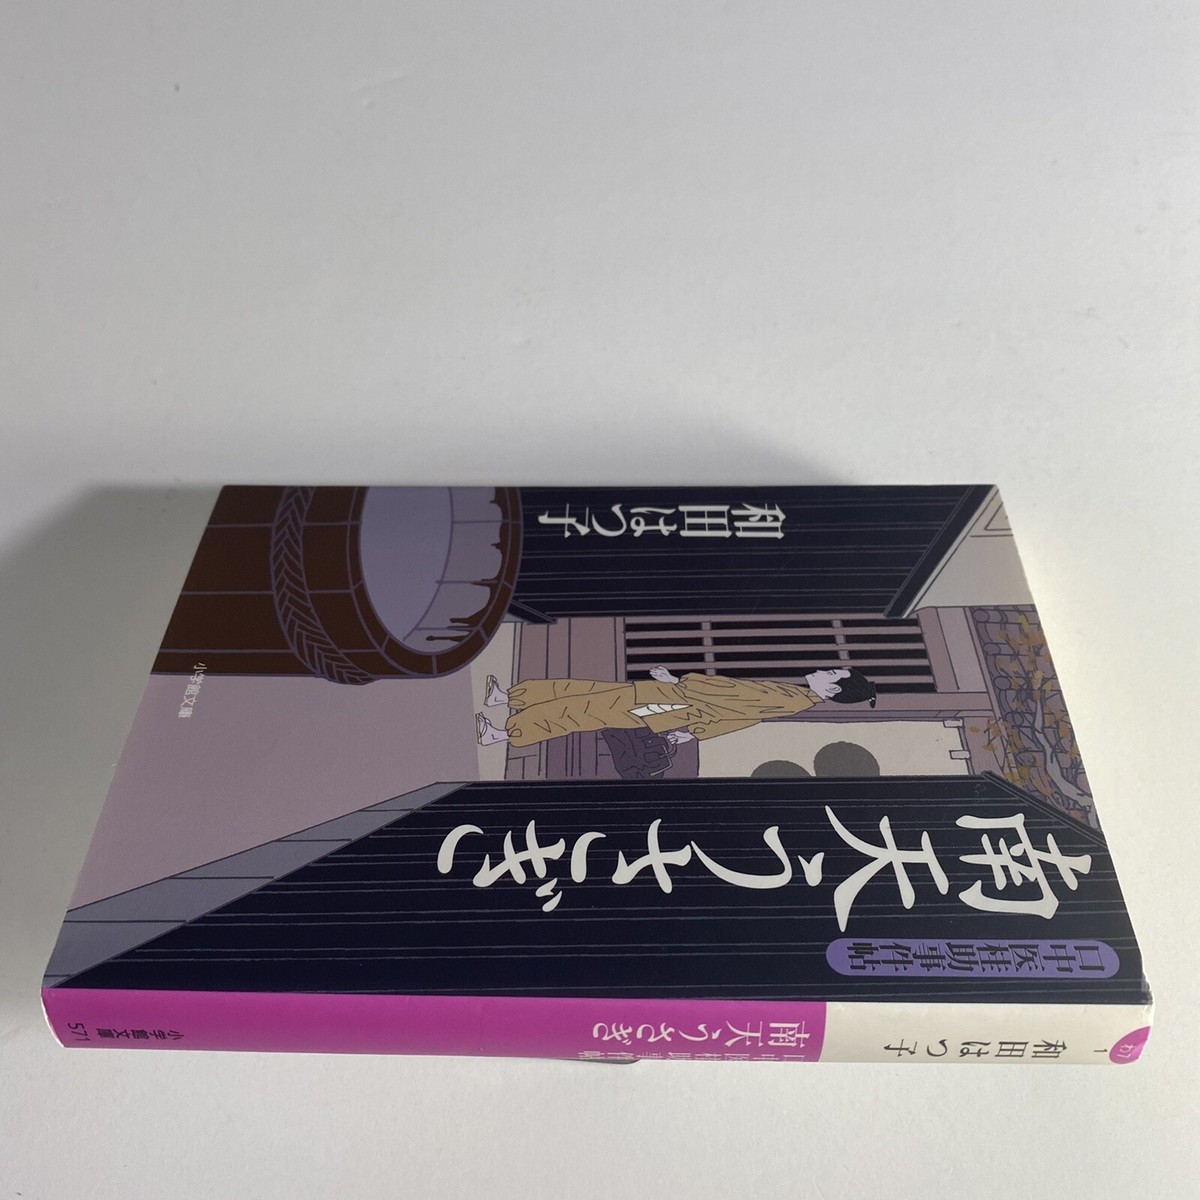 口中医桂助事件帖
南天うさぎ
和田はつ子
小学館文庫
わ7
1
和田はつ子
口中医桂助事件帖
南天うさぎ
小学館文庫
571